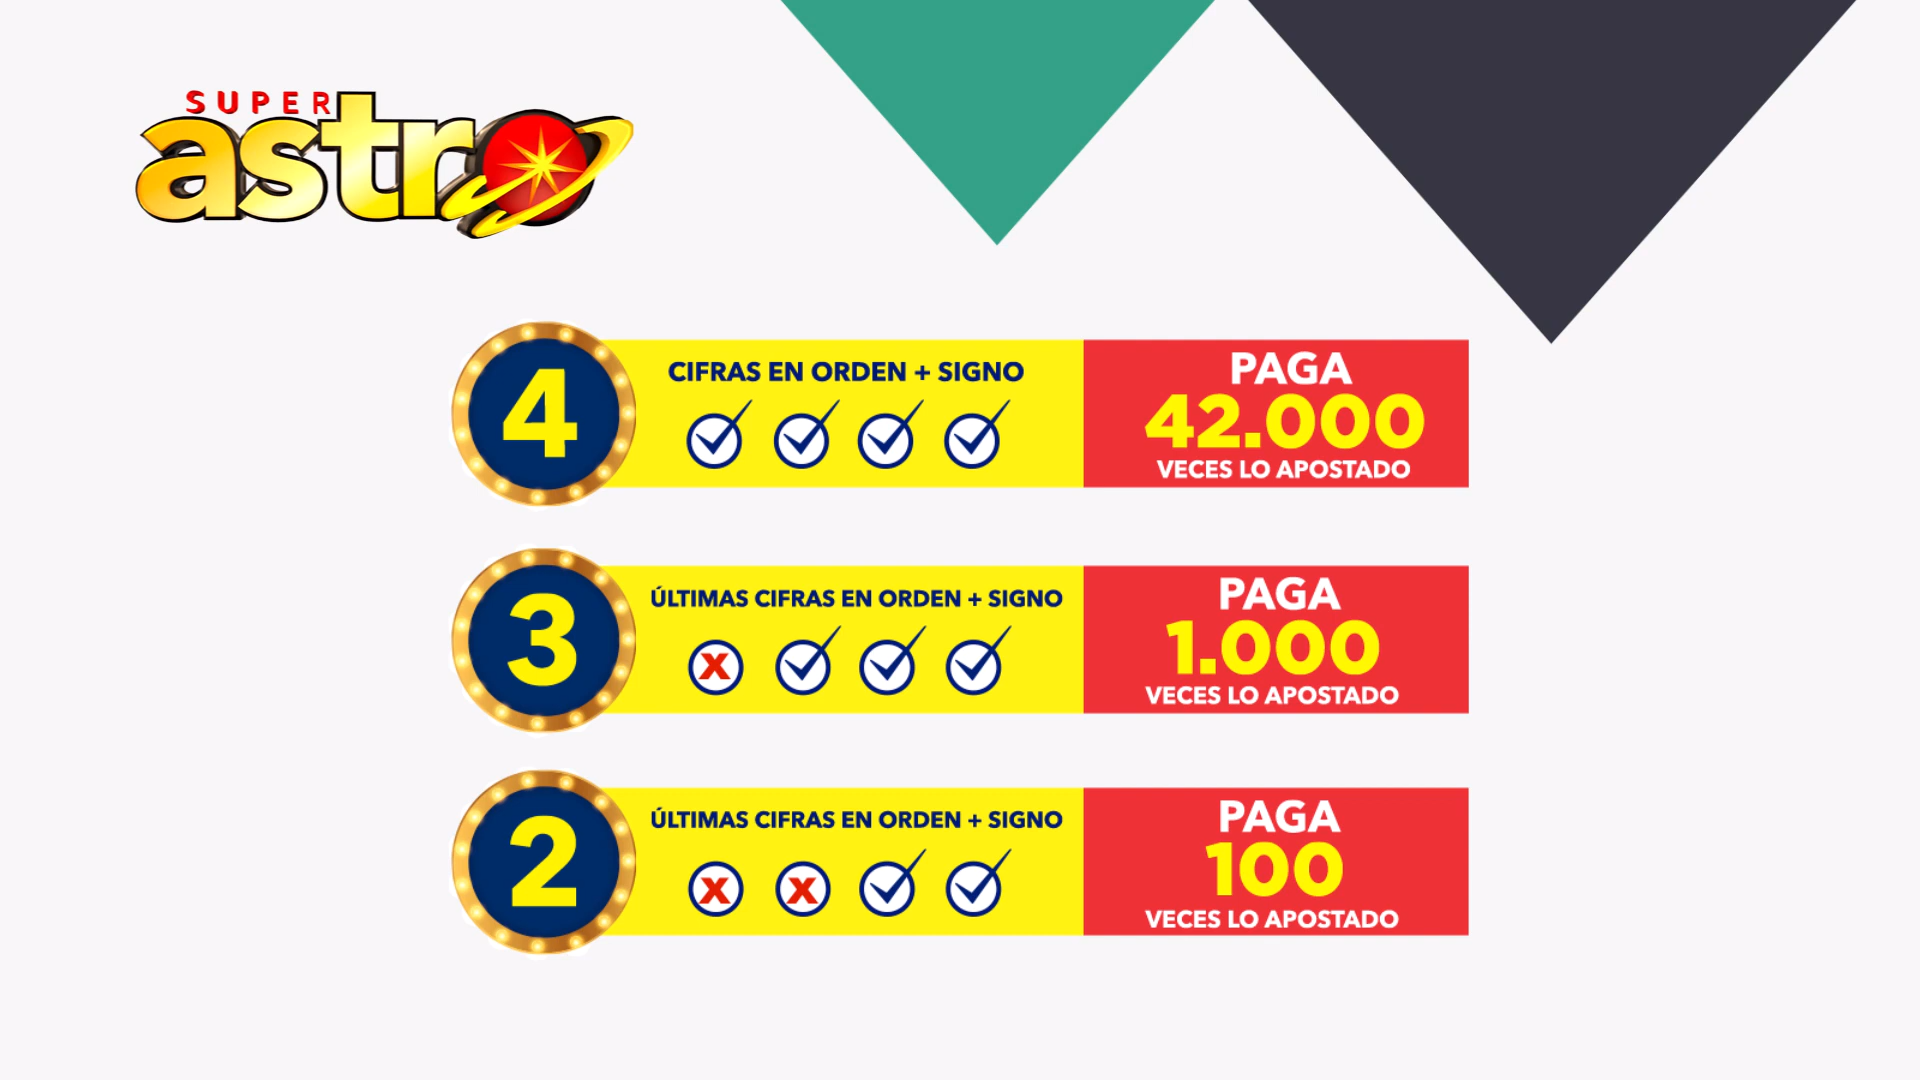 SUPER
astro
4
CIFRAS EN ORDEN + SIGNO
PAGA
42.000
VECES LO APOSTADO
3
ÚLTIMAS CIFRAS EN ORDEN + SIGNO
X
PAGA
1.000
VECES LO APOSTADO
2
ÚLTIMAS CIFRAS EN ORDEN + SIGNO
X X
PAGA
100
VECES LO APOSTADO